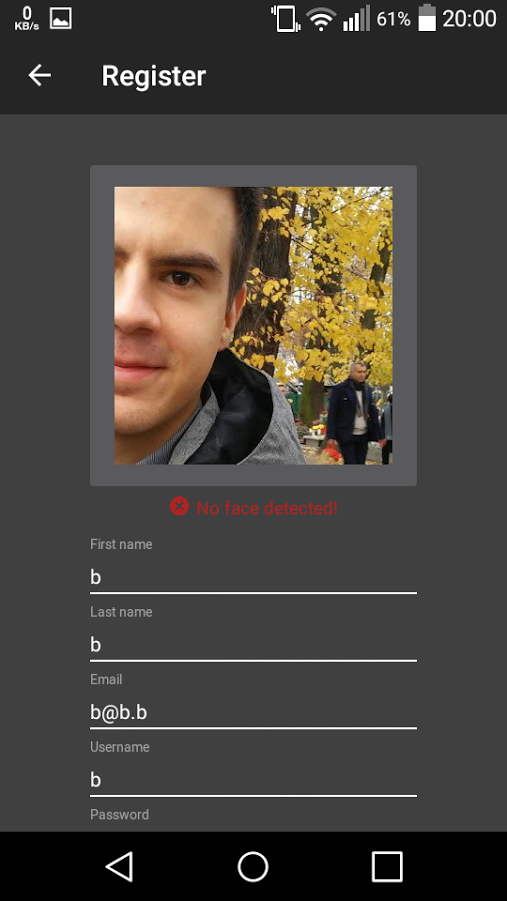 0 KB/s 61% 20:00
Register
No face detected!
First name
b
Last name
b
Email
b@b.b
Username
b
Password